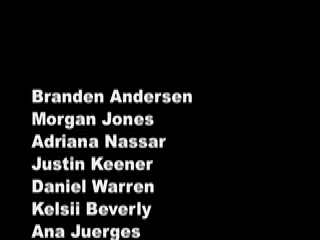 Branden Andersen
Morgan Jones
Adriana Nassar
Justin Keener
Daniel Warren
Kelsii Beverly
Ana Juerges